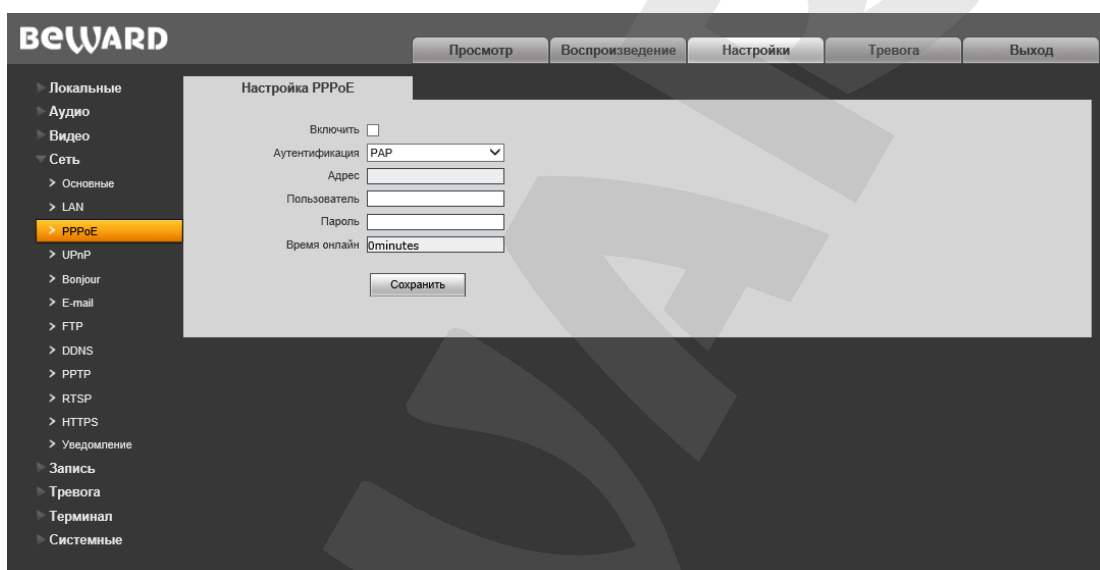 BEWARD
Просмотр
Воспроизведение
Настройки
Тревога
Выход
Локальные
Аудио
Видео
Сеть
Основные
LAN
PPPoE
UPnP
Bonjour
E-mail
FTP
DDNS
PPTP
RTSP
HTTPS
Уведомление
Запись
Тревога
Терминал
Системные
Настройка PPPoE
Включить
Аутентификация PAP
Адрес
Пользователь
Пароль
Время онлайн 0minutes
Сохранить